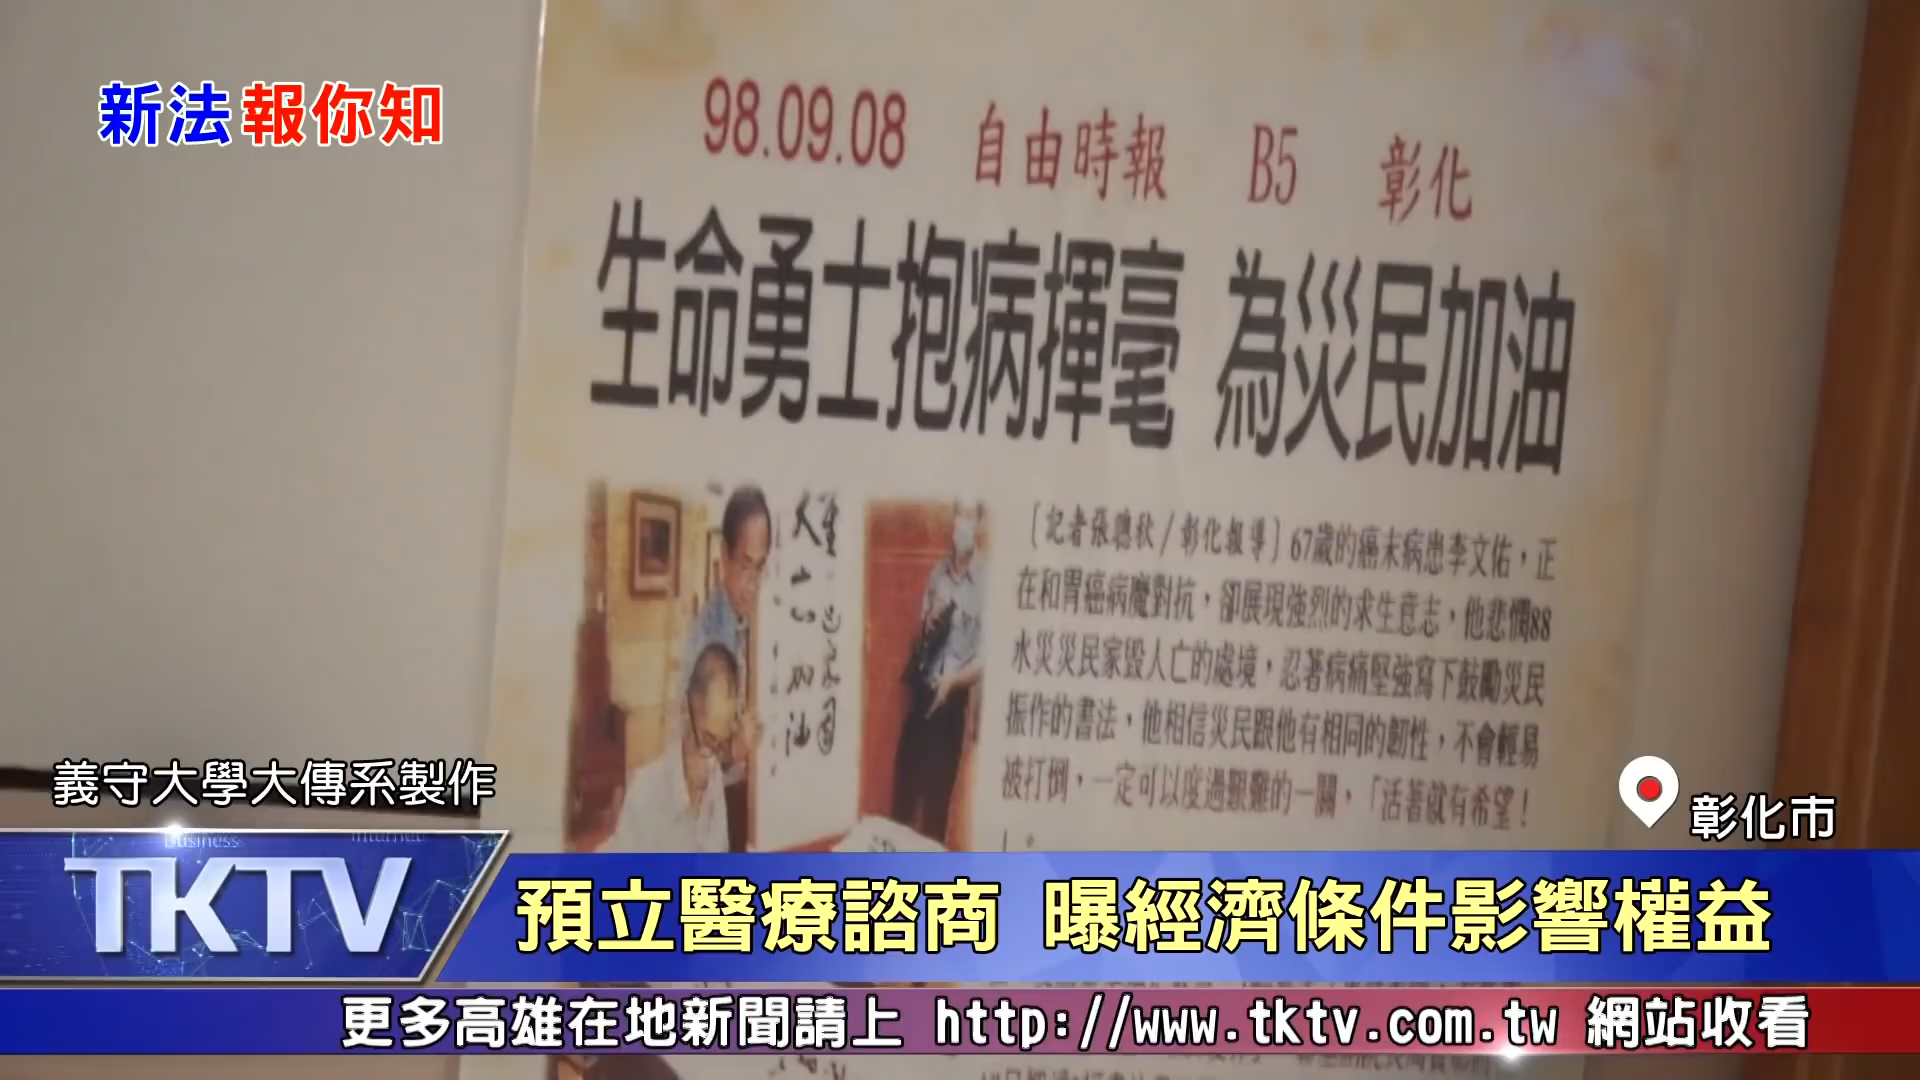 新法報你知
98.09.08 自由時報 B5 彰化
生命勇士抱病揮毫 為災民加油
〔記者張聰秋／彰化報導〕67歲的癌末病患李文佑，正
在和胃癌病魔對抗，卻展現強烈的求生意志，他悲憫88
水災災民家毀人亡的處境，忍著病痛堅強寫下鼓勵災民
振作的書法，他相信災民跟他有相同的韌性，不會輕易
被打倒，一定可以度過艱難的一關，「活著就有希望！
加油
義守大學大傳系製作
彰化市
Business
Internet
TKTV
預立醫療諮商 曝經濟條件影響權益
更多高雄在地新聞請上 http://www.tktv.com.tw 網站收看